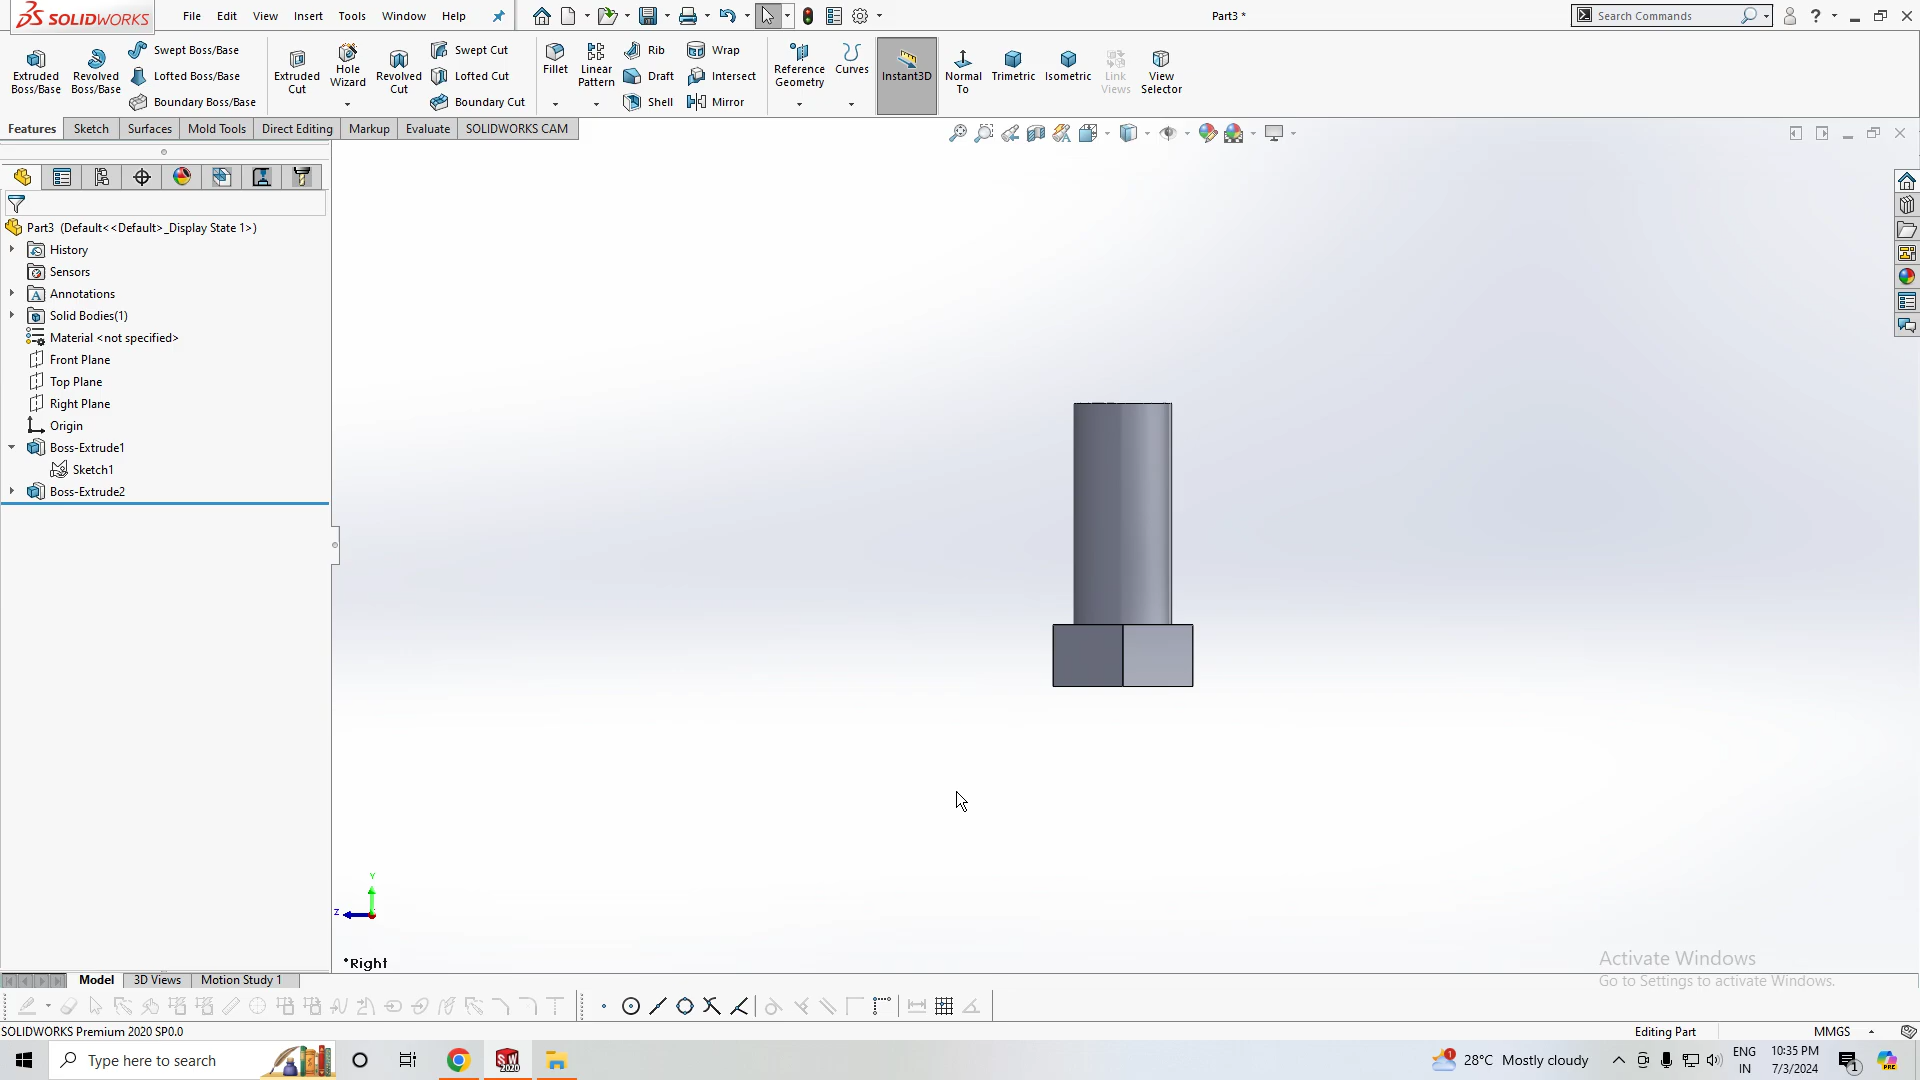 SOLIDWORKS File Edit View Insert Tools Window Help Part3 * Search Commands
Extruded Boss/Base
Revolved Boss/Base
Swept Boss/Base
Lofted Boss/Base
Boundary Boss/Base
Extruded Cut
Hole Wizard
Revolved Cut
Swept Cut
Lofted Cut
Boundary Cut
Fillet
Linear Pattern
Rib
Draft
Shell
Wrap
Intersect
Mirror
Reference Geometry
Curves
Instant3D
Normal To
Trimetric
Isometric
Link Views
View Selector
Features Sketch Surfaces Mold Tools Direct Editing Markup Evaluate SOLIDWORKS CAM
Part3 (Default<<Default>_Display State 1>)
History
Sensors
Annotations
Solid Bodies(1)
Material <not specified>
Front Plane
Top Plane
Right Plane
Origin
Boss-Extrude1
Sketch1
Boss-Extrude2
Y
Z
*Right
Activate Windows
Go to Settings to activate Windows.
Model 3D Views Motion Study 1
SOLIDWORKS Premium 2020 SP0.0 Editing Part MMGS
Type here to search
SW 2020
1
28°C Mostly cloudy
ENG
IN
10:35 PM
7/3/2024
1
PRE